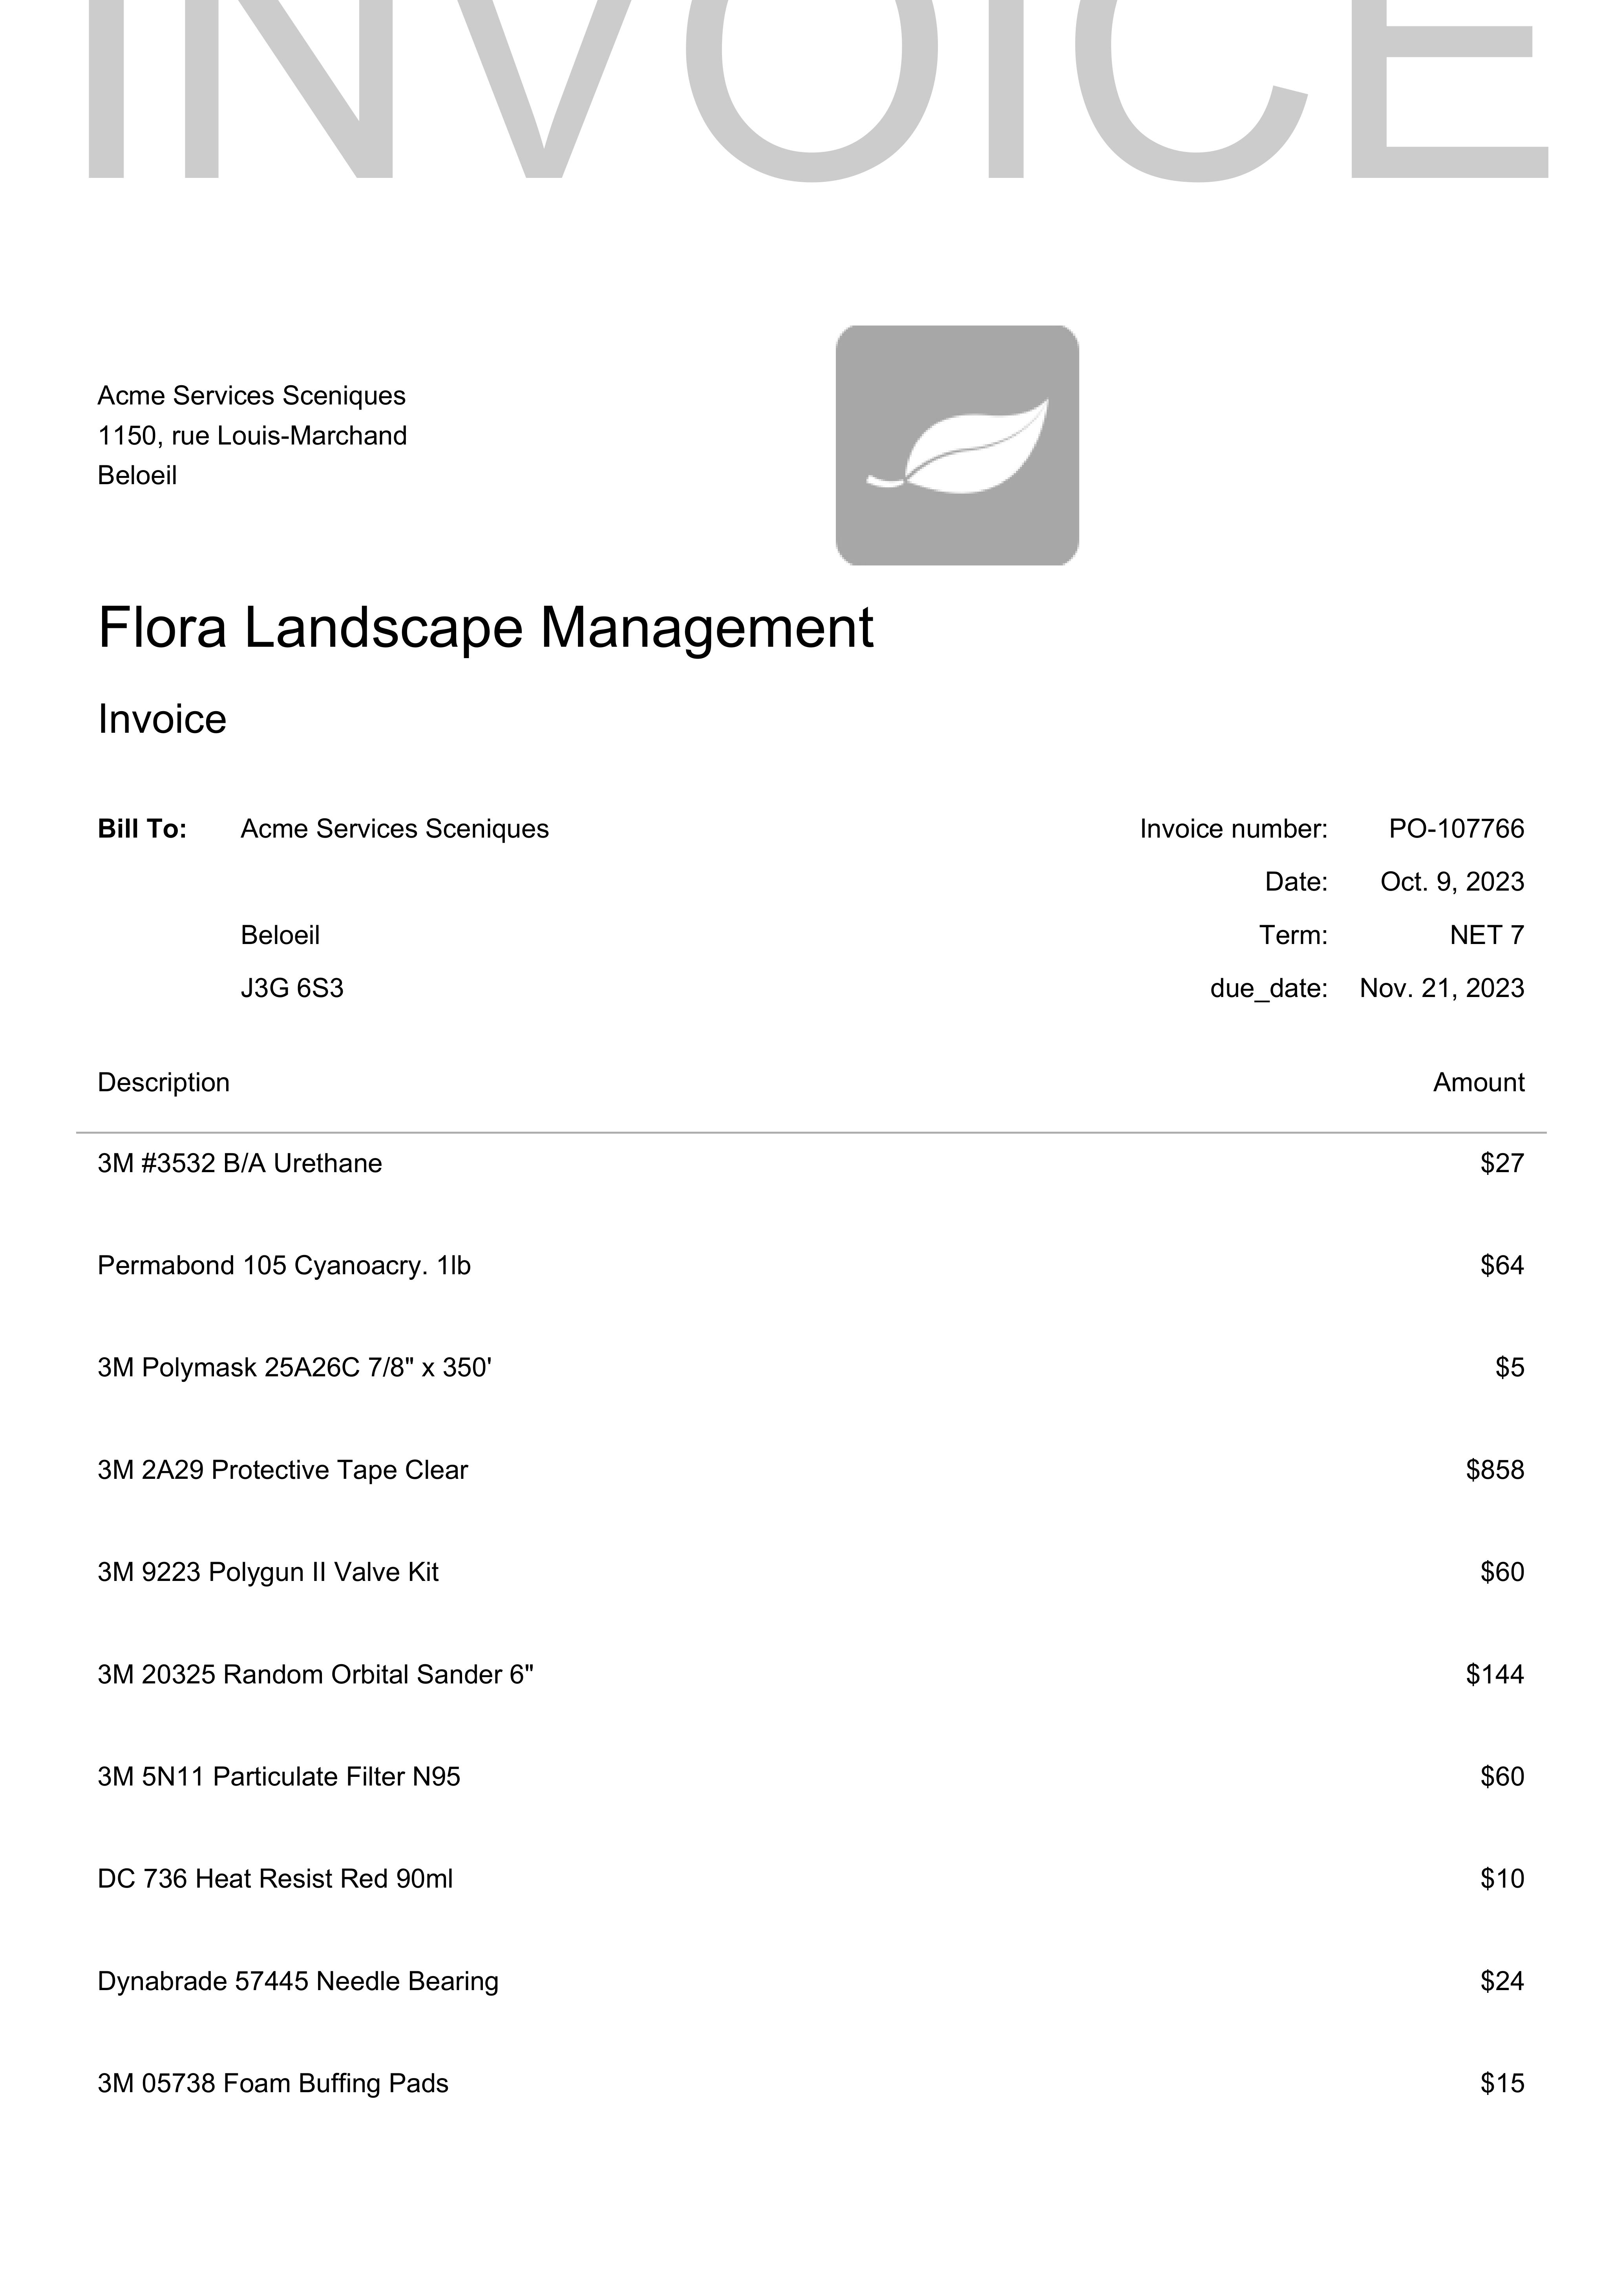 INVOICE
Acme Services Sceniques
1150, rue Louis-Marchand
Beloeil
Flora Landscape Management
Invoice
Bill To: Acme Services Sceniques Invoice number: PO-107766
Date: Oct. 9, 2023
Beloeil Term: NET 7
J3G 6S3 due_date: Nov. 21, 2023
Description Amount
3M #3532 B/A Urethane $27
Permabond 105 Cyanoacry. 1lb $64
3M Polymask 25A26C 7/8" x 350' $5
3M 2A29 Protective Tape Clear $858
3M 9223 Polygun II Valve Kit $60
3M 20325 Random Orbital Sander 6" $144
3M 5N11 Particulate Filter N95 $60
DC 736 Heat Resist Red 90ml $10
Dynabrade 57445 Needle Bearing $24
3M 05738 Foam Buffing Pads $15